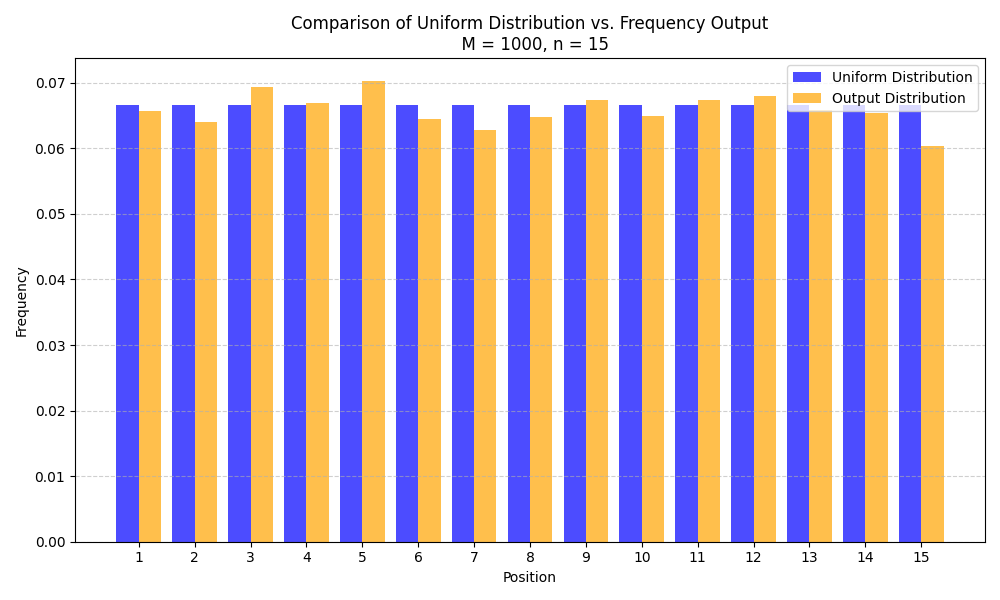 Comparison of Uniform Distribution vs. Frequency Output
M = 1000, n = 15
Uniform Distribution
Output Distribution
Frequency
0.07
0.06
0.05
0.04
0.03
0.02
0.01
0.00
1 2 3 4 5 6 7 8 9 10 11 12 13 14 15
Position